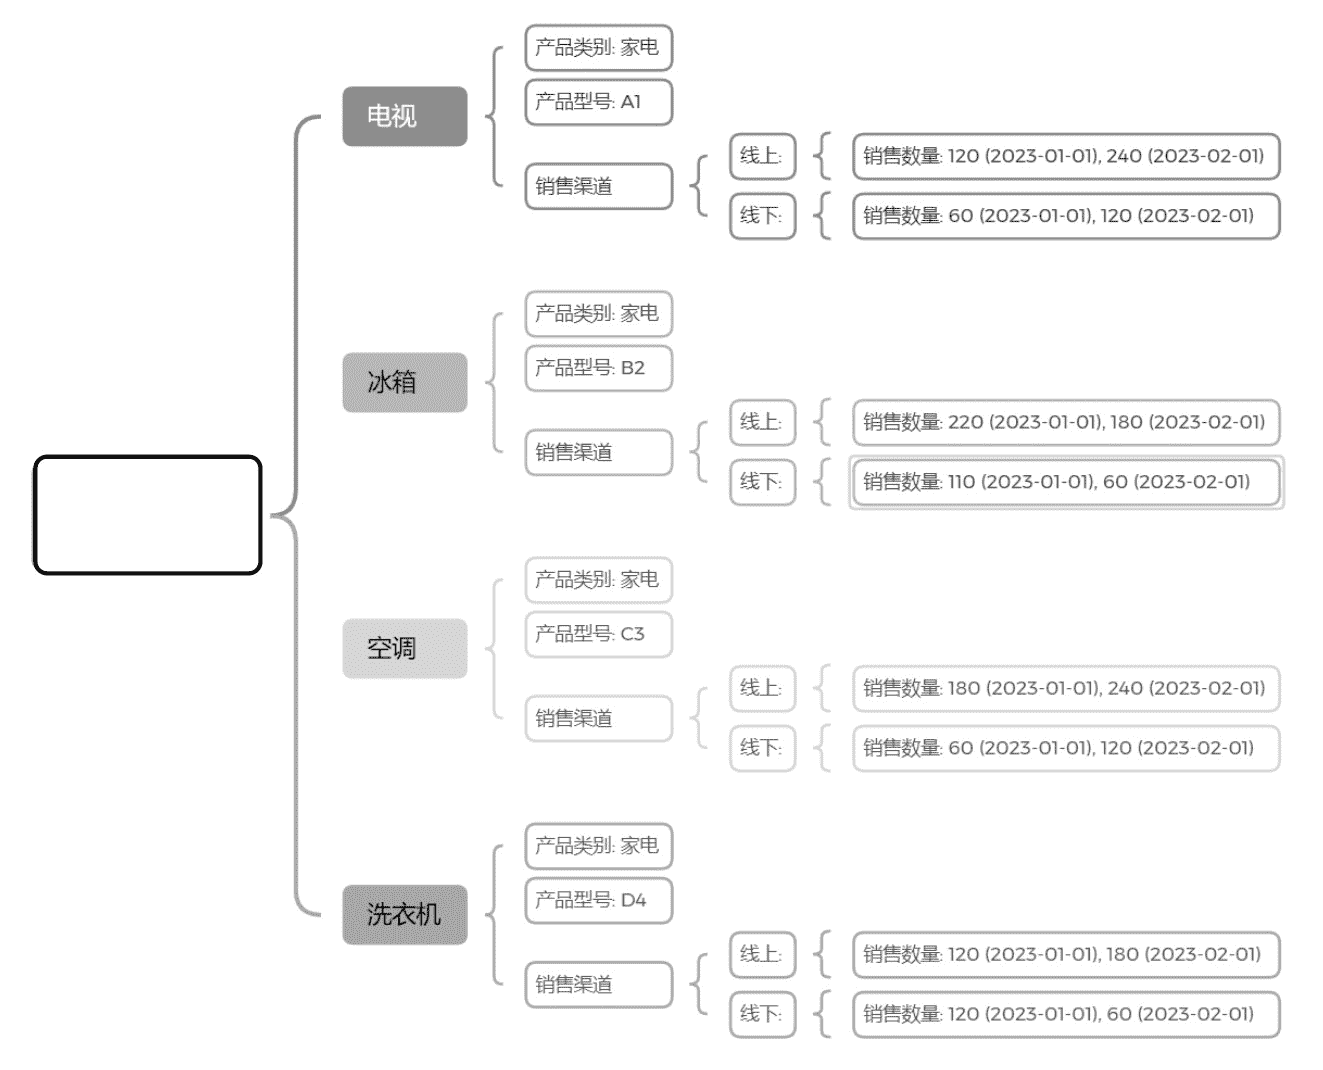 电视
产品类别: 家电
产品型号: A1
销售渠道
线上:
销售数量: 120 (2023-01-01), 240 (2023-02-01)
线下:
销售数量: 60 (2023-01-01), 120 (2023-02-01)
冰箱
产品类别: 家电
产品型号: B2
销售渠道
线上:
销售数量: 220 (2023-01-01), 180 (2023-02-01)
线下:
销售数量: 110 (2023-01-01), 60 (2023-02-01)
空调
产品类别: 家电
产品型号: C3
销售渠道
线上:
销售数量: 180 (2023-01-01), 240 (2023-02-01)
线下:
销售数量: 60 (2023-01-01), 120 (2023-02-01)
洗衣机
产品类别: 家电
产品型号: D4
销售渠道
线上:
销售数量: 120 (2023-01-01), 180 (2023-02-01)
线下:
销售数量: 120 (2023-01-01), 60 (2023-02-01)